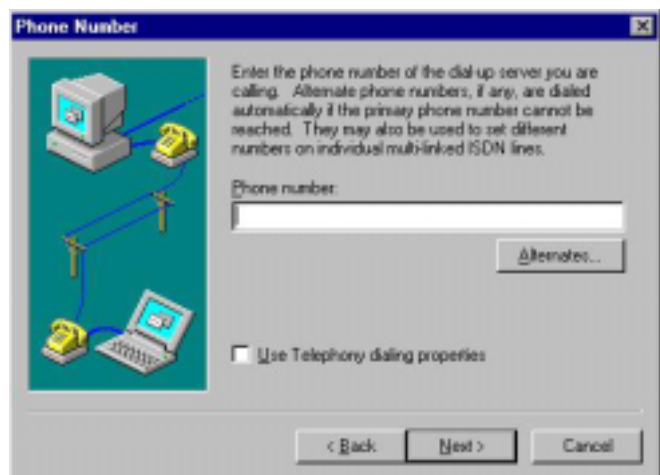 Phone Number
Enter the phone number of the dial-up server you are
calling. Alternate phone numbers, if any, are dialed
automatically if the primary phone number cannot be
reached. They may also be used to set different
numbers on individual multi-linked ISDN lines.
Phone number:
Alternates...
Use Telephony dialing properties
< Back
Next >
Cancel